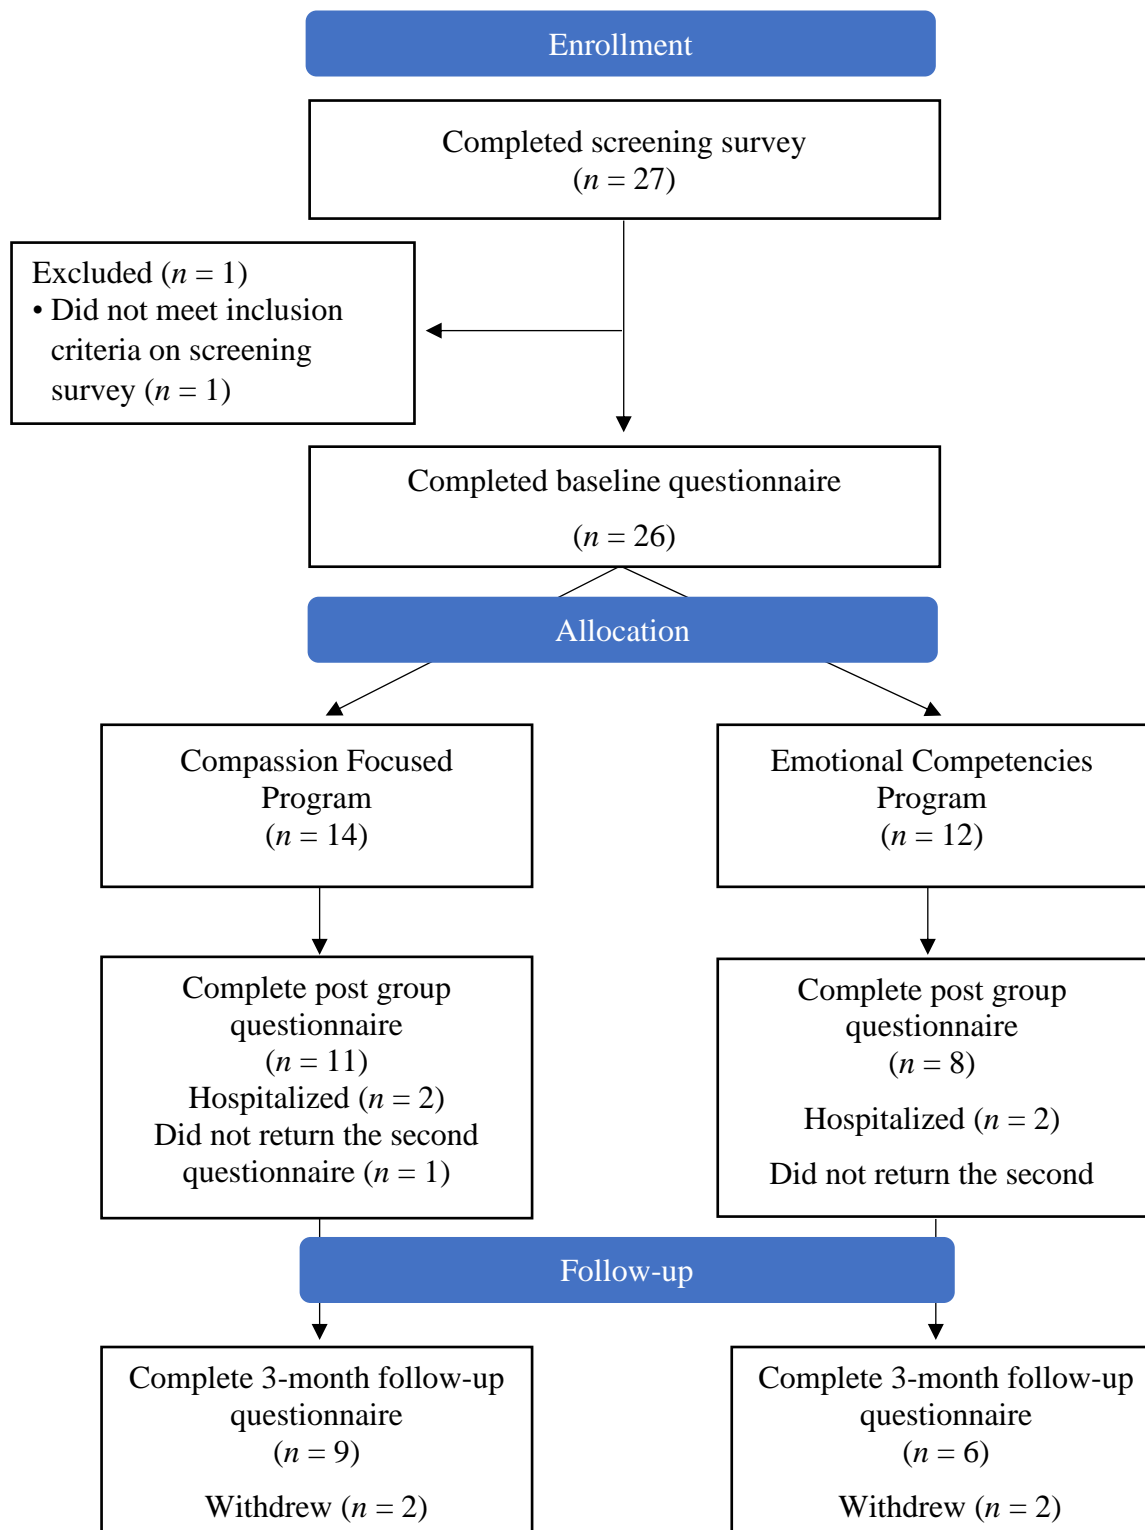 Enrollment
Completed screening survey
(n = 27)
Excluded (n = 1)
• Did not meet inclusion
criteria on screening
survey (n = 1)
Completed baseline questionnaire
(n = 26)
Allocation
Compassion Focused
Program
(n = 14)
Emotional Competencies
Program
(n = 12)
Complete post group
questionnaire
(n = 11)
Hospitalized (n = 2)
Did not return the second
questionnaire (n = 1)
Complete post group
questionnaire
(n = 8)
Hospitalized (n = 2)
Did not return the second
Follow-up
Complete 3-month follow-up
questionnaire
(n = 9)
Withdrew (n = 2)
Complete 3-month follow-up
questionnaire
(n = 6)
Withdrew (n = 2)